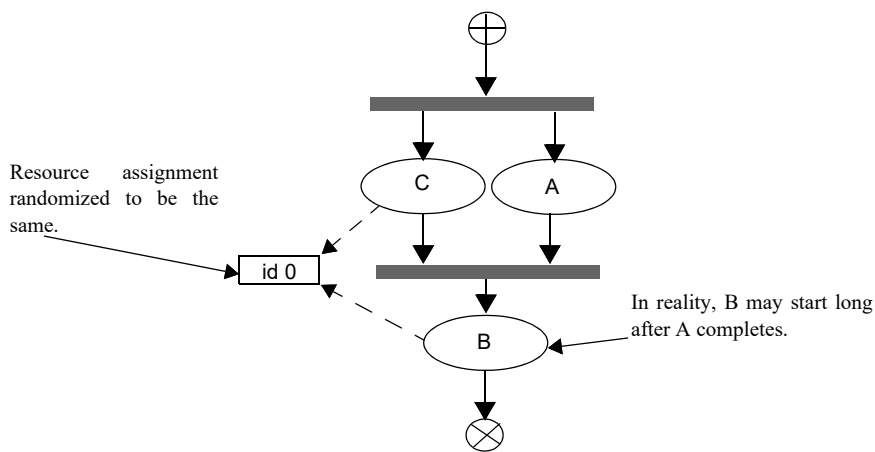 C
A
Resource assignment
randomized to be the
same.
id 0
In reality, B may start long
after A completes.
B